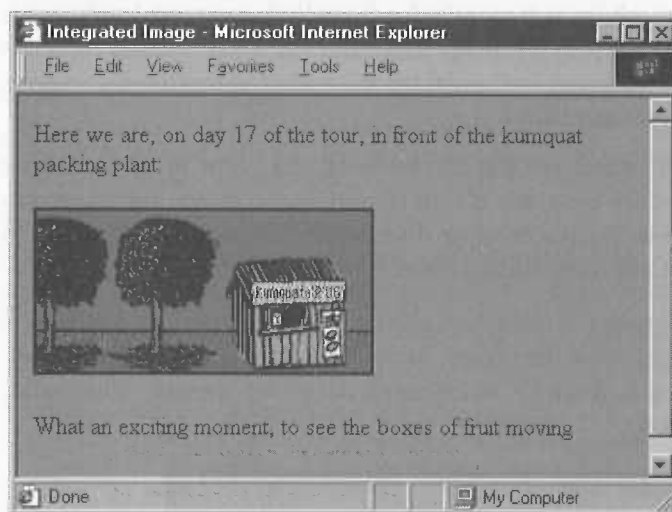 Integrated Image - Microsoft Internet Explorer
File Edit View Favorites Tools Help
Here we are, on day 17 of the tour, in front of the kumquat
packing plant:
Kumquats 'R'
What an exciting moment, to see the boxes of fruit moving
Done
My Computer